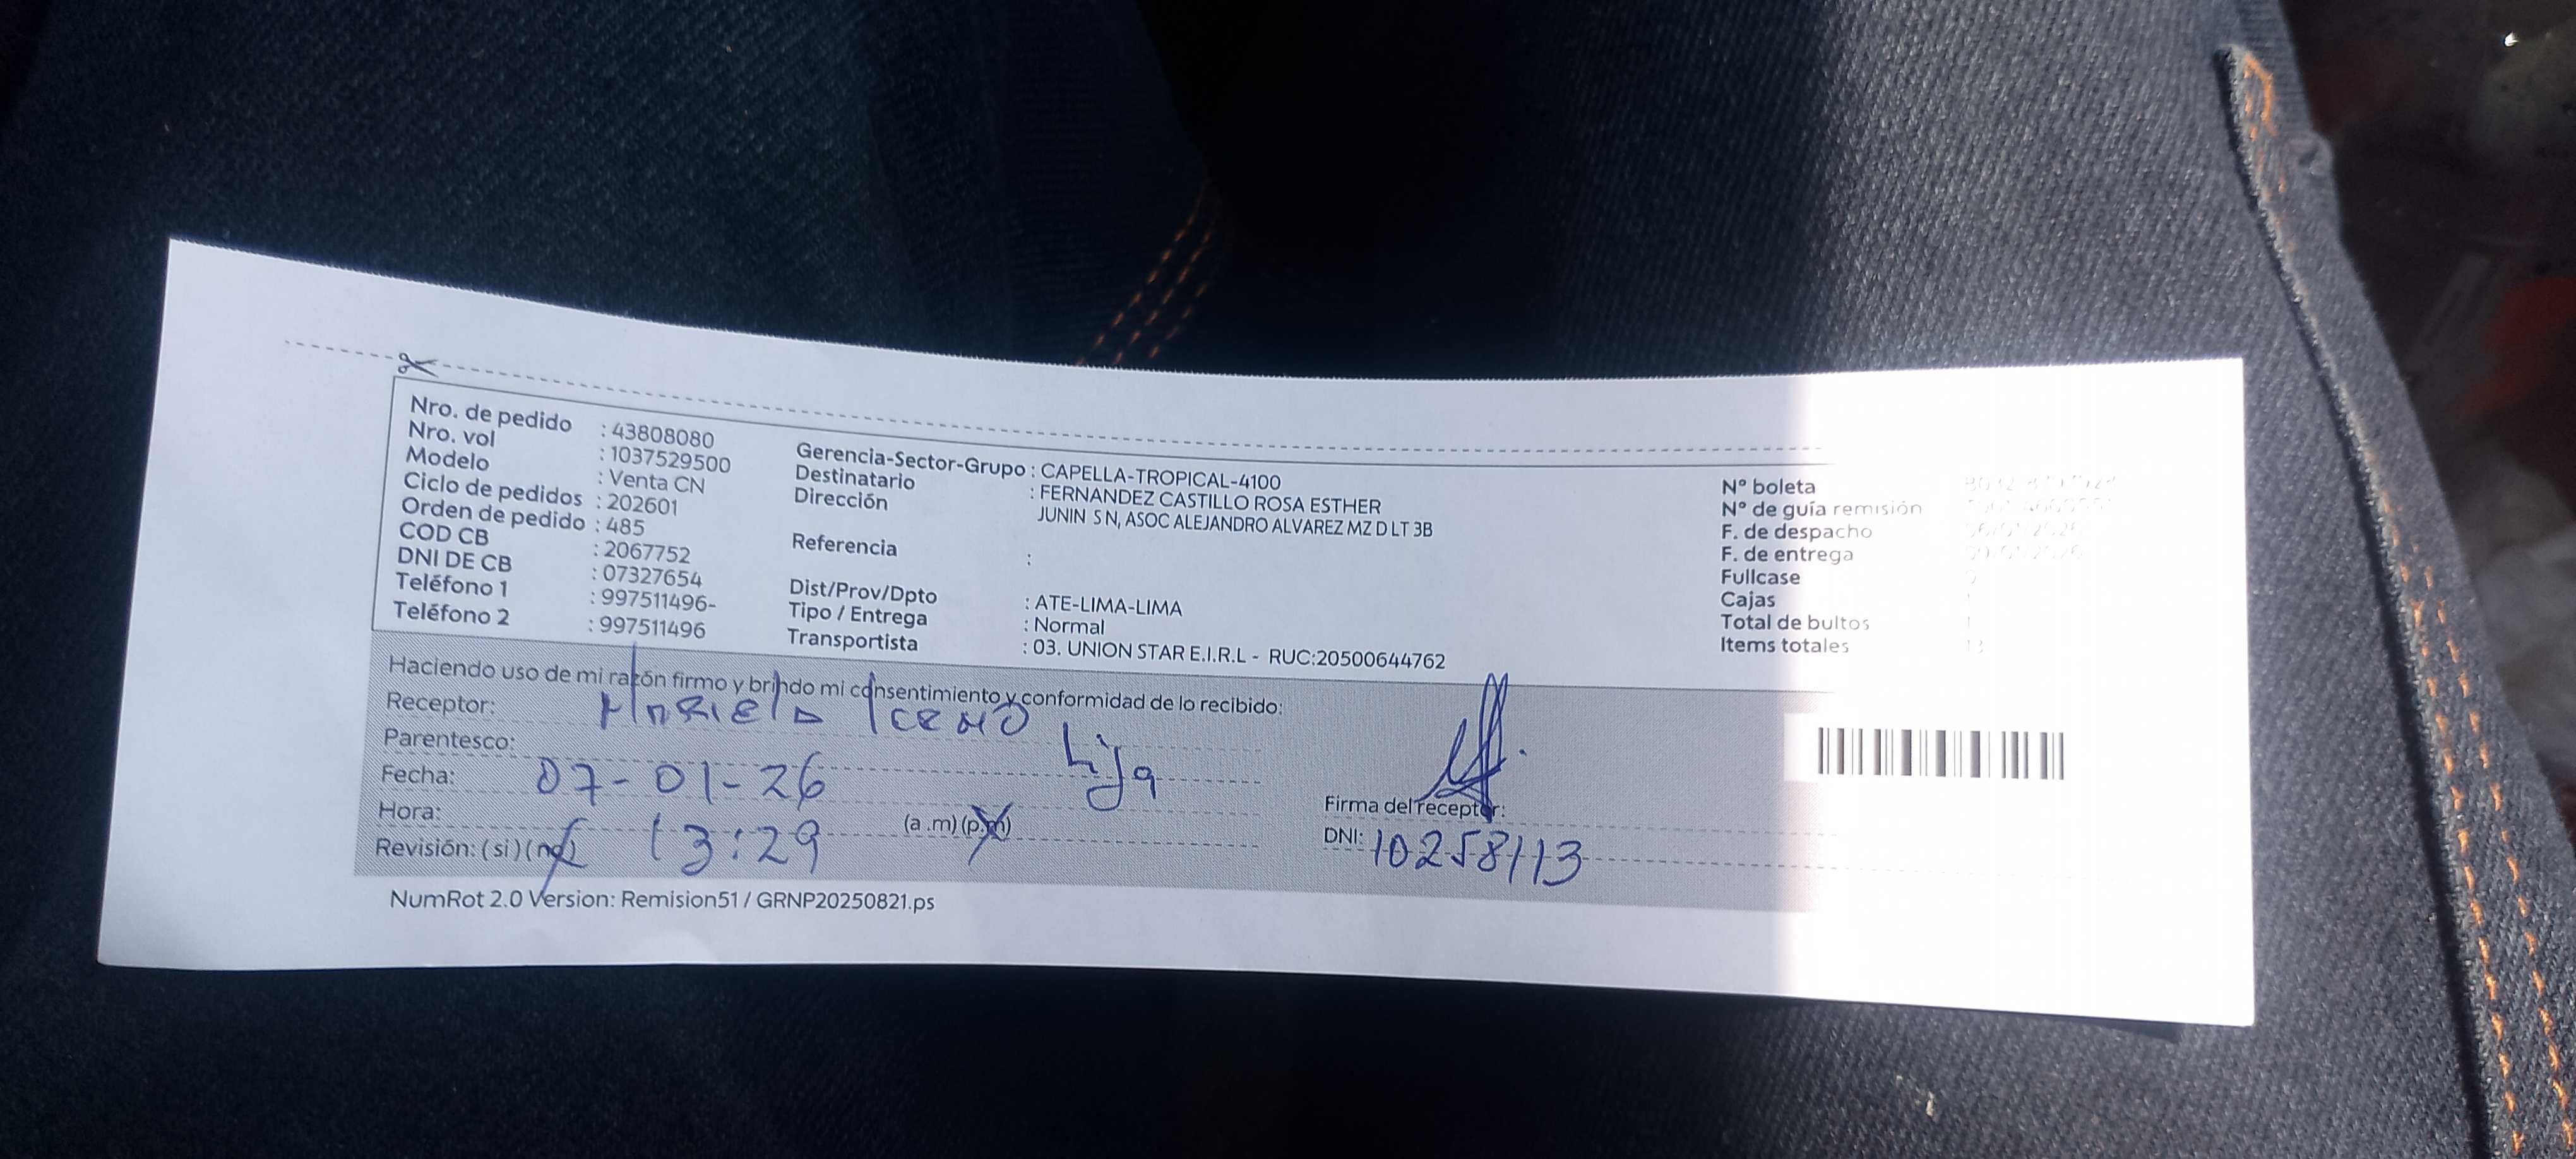 Nro. de pedido : 43808080
Nro. vol : 1037529500
Modelo : Venta CN
Ciclo de pedidos : 202601
Orden de pedido : 485
COD CB : 2067752
DNI DE CB : 07327654
Teléfono 1 : 997511496-
Teléfono 2 : 997511496
Gerencia-Sector-Grupo : CAPELLA-TROPICAL-4100
Destinatario : FERNANDEZ CASTILLO ROSA ESTHER
Dirección JUNIN S N, ASOC ALEJANDRO ALVAREZ MZ D LT 3B
Referencia :
Dist/Prov/Dpto : ATE-LIMA-LIMA
Tipo / Entrega : Normal
Transportista : 03. UNION STAR E.I.R.L - RUC:20500644762
N° boleta
N° de guía remisión
F. de despacho
F. de entrega
Fullcase
Cajas
Total de bultos
Items totales
Haciendo uso de mi razón firmo y brindo mi consentimiento y conformidad de lo recibido:
Receptor:
Parentesco: hija
Fecha: 07-01-26
Hora: 13:29 (a .m) (p.m)
Revisión: ( si ) ( no )
Firma del receptor:
DNI: 10258113
NumRot 2.0 Version: Remision51 / GRNP20250821.ps